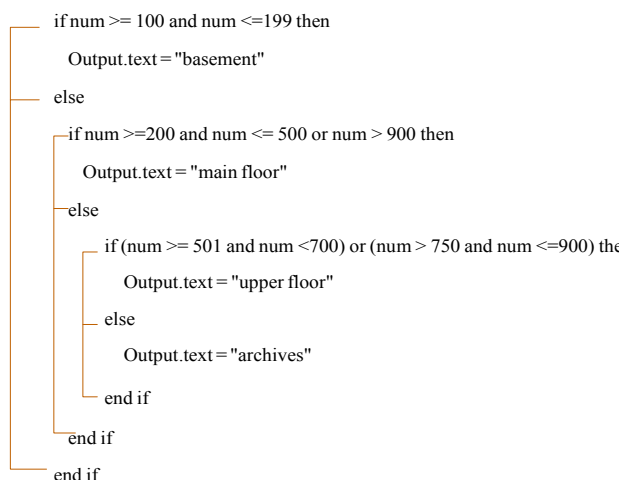 if num >= 100 and num <=199 then
Output.text = "basement"
else
if num >=200 and num <= 500 or num > 900 then
Output.text = "main floor"
else
if (num >= 501 and num <700) or (num > 750 and num <=900) the
Output.text = "upper floor"
else
Output.text = "archives"
end if
end if
end if